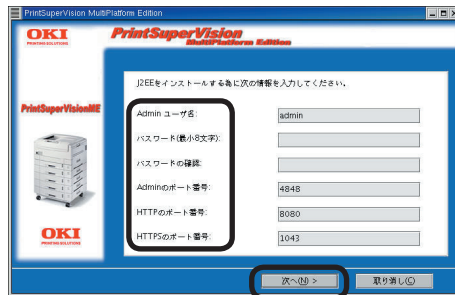 PrintSuperVision MultiPlatform Edition
OKI
PRINTING SOLUTIONS
PrintSuperVision
MultiPlatform Edition
J2EEをインストールする為に次の情報を入力してください。
PrintSuperVisionME
Admin ユーザ名: admin
パスワード(最小8文字):
パスワードの確認:
Adminのポート番号: 4848
HTTPのポート番号: 8080
HTTPSのポート番号: 1043
OKI
PRINTING SOLUTIONS
次へ(N) > 取り消し(C)